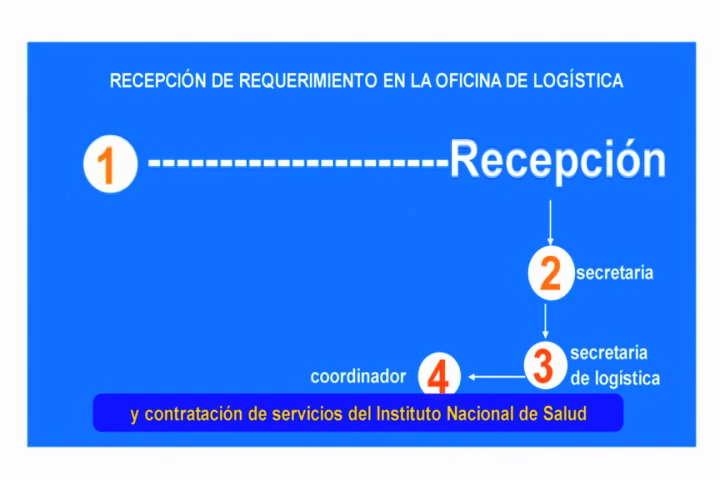 RECEPCIÓN DE REQUERIMIENTO EN LA OFICINA DE LOGÍSTICA
1 ---------------------Recepción
2 secretaria
3 secretaria
de logística
coordinador 4
y contratación de servicios del Instituto Nacional de Salud